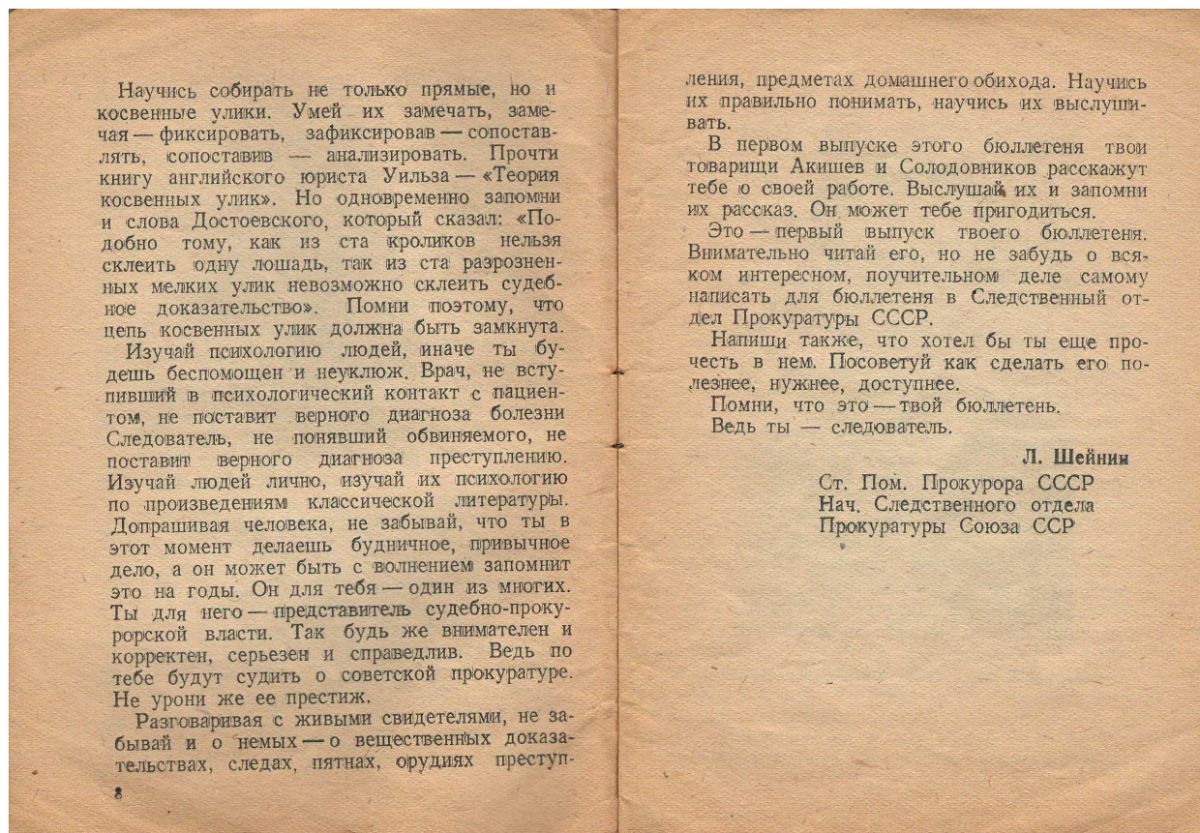 Научись собирать не только прямые, но и
косвенные улики. Умей их замечать, заме-
чая — фиксировать, зафиксировав — сопостав-
лять, сопоставив — анализировать. Прочти
книгу английского юриста Уильза — «Теория
косвенных улик». Но одновременно запомни
и слова Достоевского, который сказал: «По-
добно тому, как из ста кроликов нельзя
склеить одну лошадь, так из ста разрознен-
ных мелких улик невозможно склеить судеб-
ное доказательство». Помни поэтому, что
цепь косвенных улик должна быть замкнута.
Изучай психологию людей, иначе ты бу-
дешь беспомощен и неуклюж. Врач, не всту-
пивший в психологический контакт с пациен-
том, не поставит верного диагноза болезни
Следователь, не понявший обвиняемого, не
поставит верного диагноза преступлению.
Изучай людей лично, изучай их психологию
по произведениям классической литературы.
Допрашивая человека, не забывай, что ты в
этот момент делаешь будничное, привычное
дело, а он может быть с волнением запомнит
это на годы. Он для тебя — один из многих.
Ты для него — представитель судебно-проку-
рорской власти. Так будь же внимателен и
корректен, серьезен и справедлив. Ведь по
тебе будут судить о советской прокуратуре.
Не урони же ее престиж.
Разговаривая с живыми свидетелями, не за-
бывай и о немых — о вещественных доказа-
тельствах, следах, пятнах, орудиях преступ-
8
ления, предметах домашнего обихода. Научись
их правильно понимать, научись их выслуши-
вать.
В первом выпуске этого бюллетеня твои
товарищи Акишев и Солодовников расскажут
тебе о своей работе. Выслушай их и запомни
их рассказ. Он может тебе пригодиться.
Это — первый выпуск твоего бюллетеня.
Внимательно читай его, но не забудь о вся-
ком интересном, поучительном деле самому
написать для бюллетеня в Следственный от-
дел Прокуратуры СССР.
Напиши также, что хотел бы ты еще про-
честь в нем. Посоветуй как сделать его по-
лезнее, нужнее, доступнее.
Помни, что это — твой бюллетень.
Ведь ты — следователь.
Л. Шейнин
Ст. Пом. Прокурора СССР
Нач. Следственного отдела
Прокуратуры Союза ССР